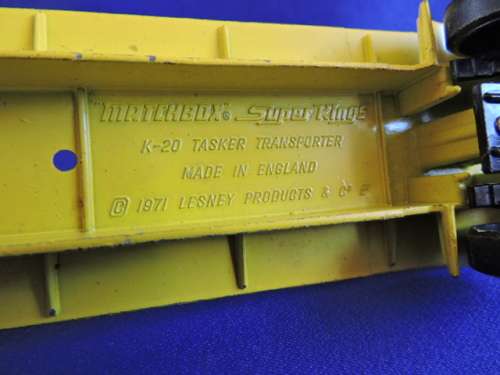 "MATCHBOX"® SuperKings
K-20 TASKER TRANSPORTER
MADE IN ENGLAND
© 1971 LESNEY PRODUCTS & Cº